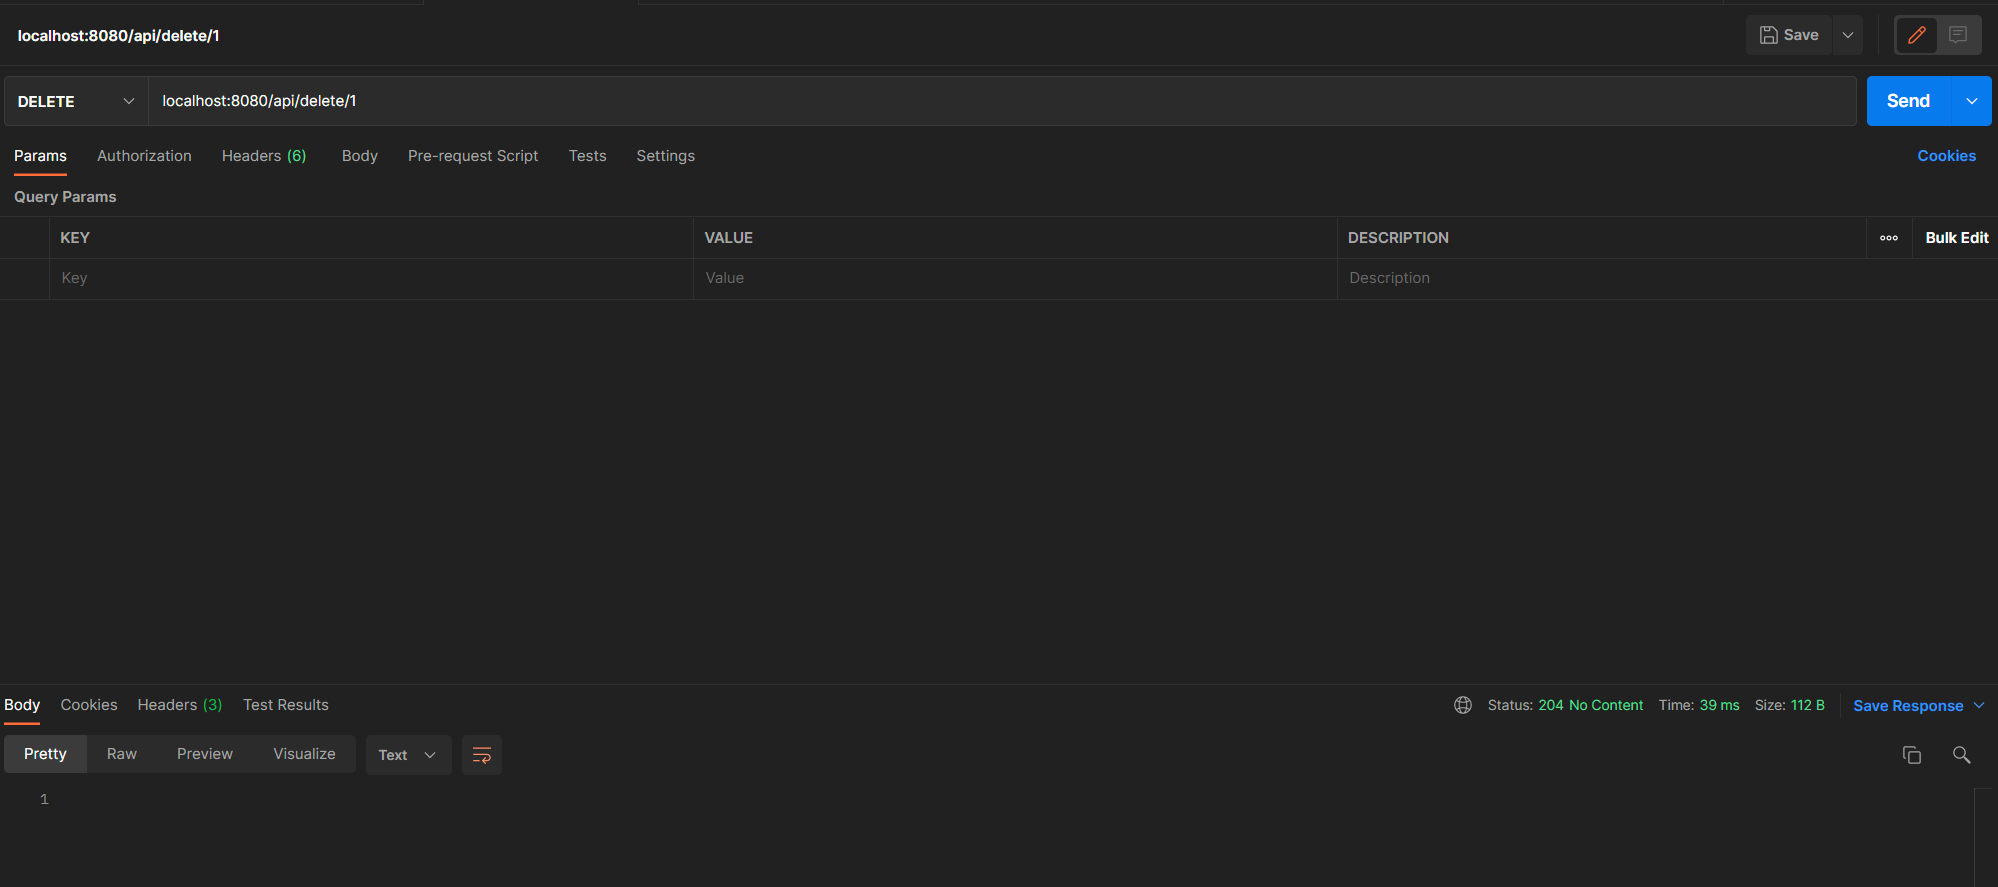 localhost:8080/api/delete/1
Save
DELETE localhost:8080/api/delete/1 Send
Params Authorization Headers (6) Body Pre-request Script Tests Settings Cookies
Query Params
KEY VALUE DESCRIPTION ooo Bulk Edit
Key Value Description
Body Cookies Headers (3) Test Results Status: 204 No Content Time: 39 ms Size: 112 B Save Response
Pretty Raw Preview Visualize Text
1